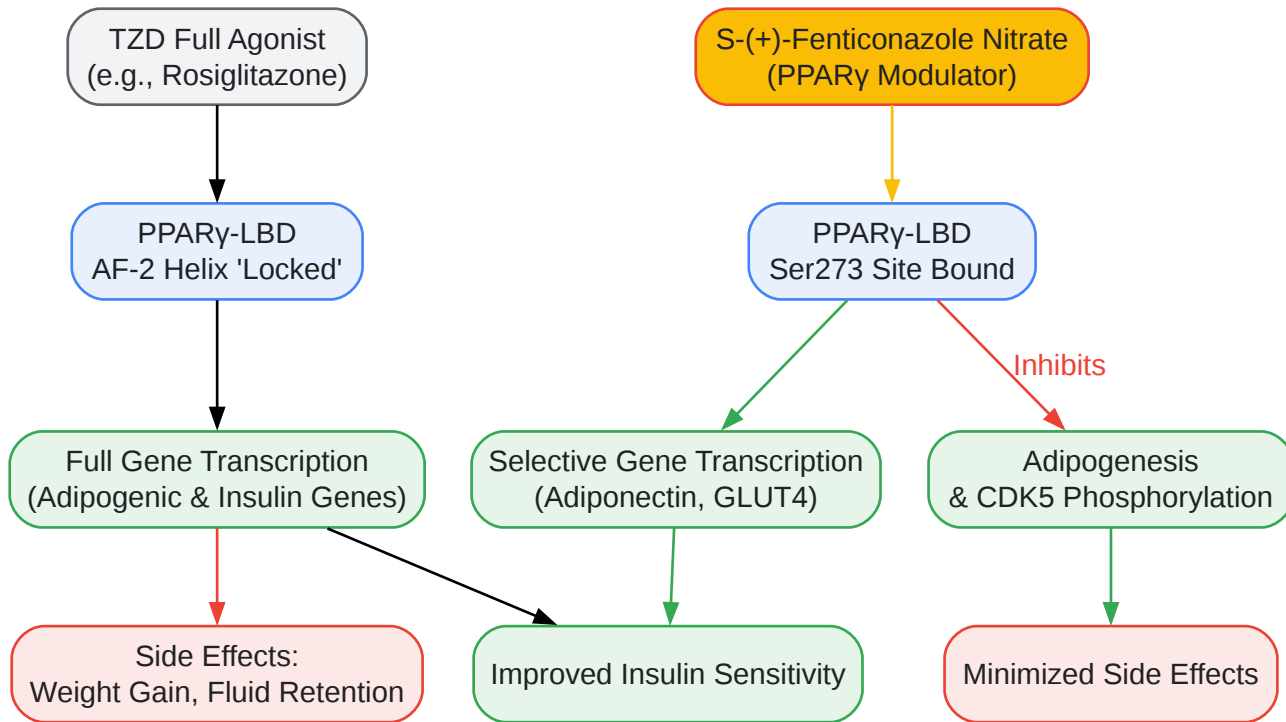 TZD Full Agonist
(e.g., Rosiglitazone)
S-(+)-Fenticonazole Nitrate
(PPARγ Modulator)
PPARγ-LBD
AF-2 Helix 'Locked'
PPARγ-LBD
Ser273 Site Bound
Inhibits
Full Gene Transcription
(Adipogenic & Insulin Genes)
Selective Gene Transcription
(Adiponectin, GLUT4)
Adipogenesis
& CDK5 Phosphorylation
Side Effects:
Weight Gain, Fluid Retention
Improved Insulin Sensitivity
Minimized Side Effects